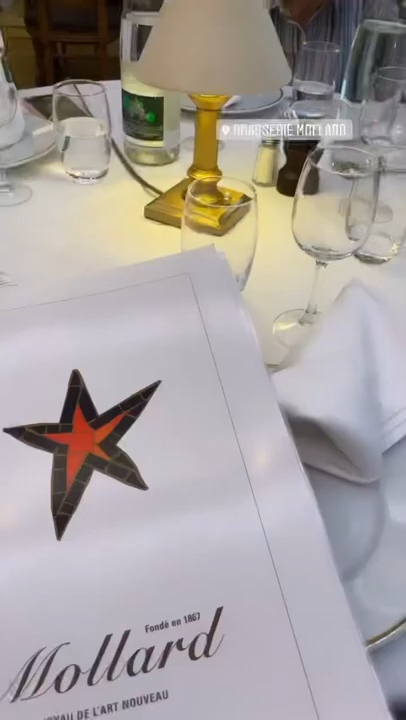 BRASSERIE MOLLARD
Fondé en 1867
Mollard
JOYAU DE L'ART NOUVEAU